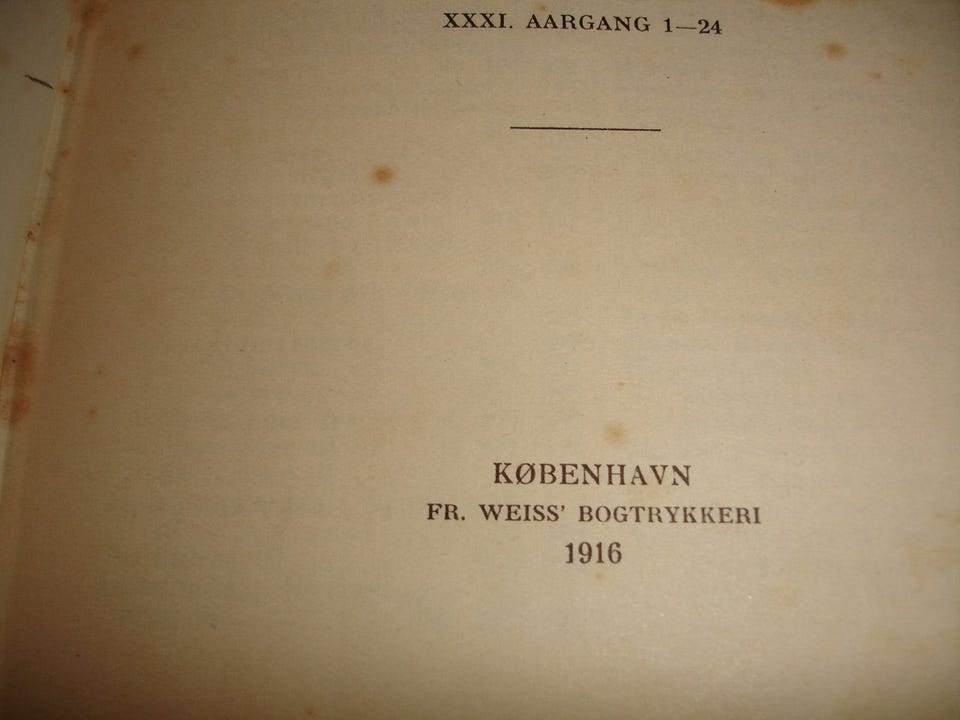 XXXI. AARGANG 1—24
KØBENHAVN
FR. WEISS’ BOGTRYKKERI
1916